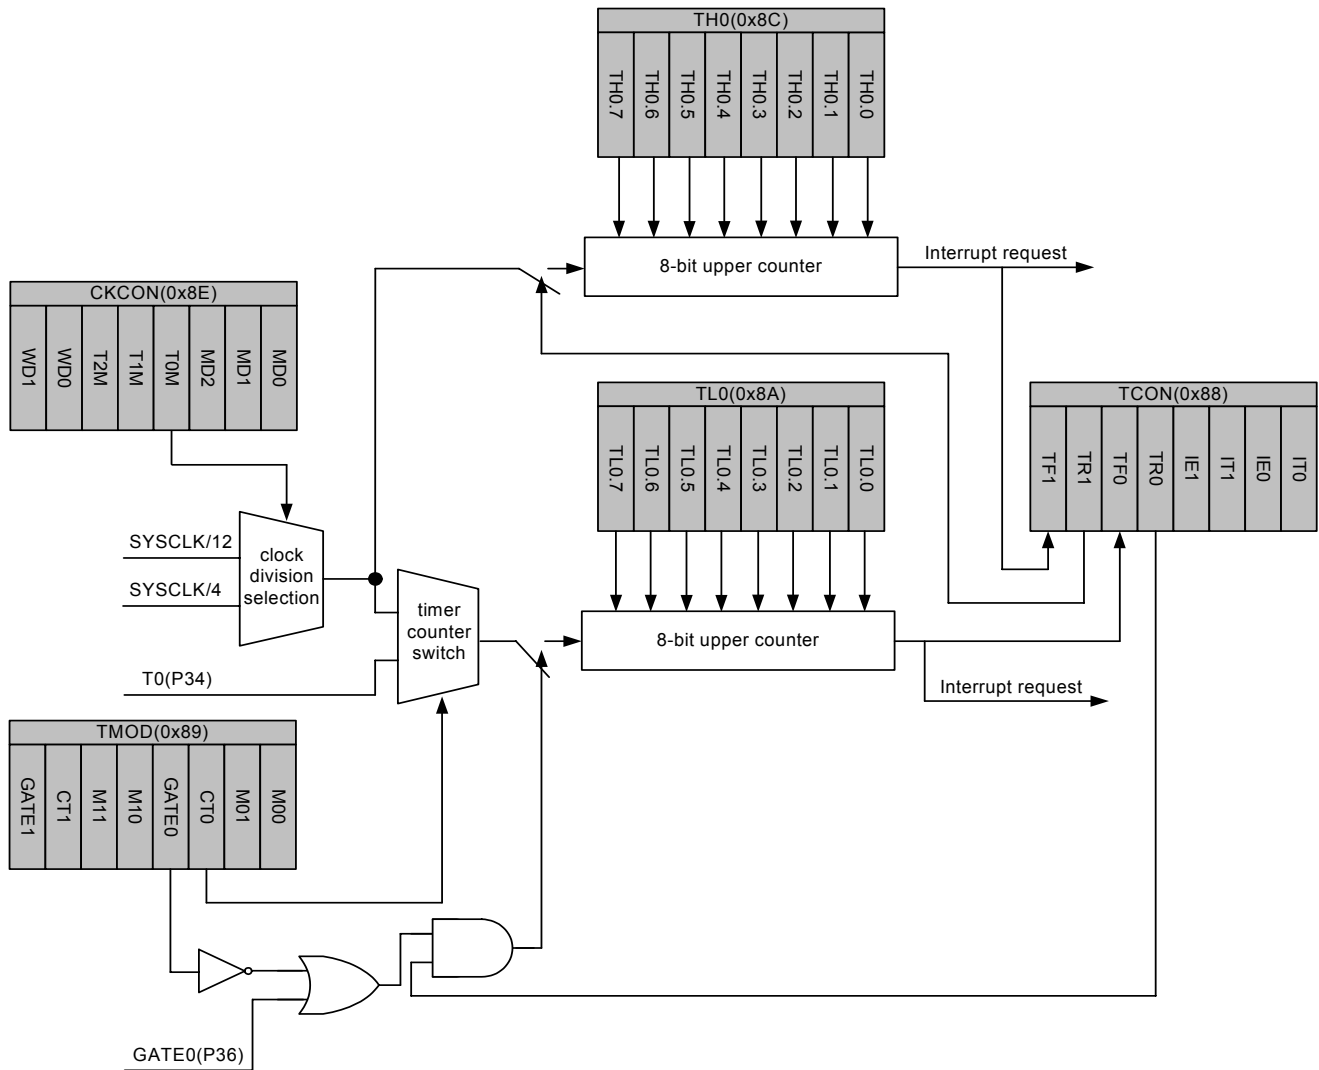 TH0(0x8C)
TH0.7
TH0.6
TH0.5
TH0.4
TH0.3
TH0.2
TH0.1
TH0.0
8-bit upper counter
Interrupt request
CKCON(0x8E)
WD1
WD0
T2M
T1M
T0M
MD2
MD1
MD0
TL0(0x8A)
TL0.7
TL0.6
TL0.5
TL0.4
TL0.3
TL0.2
TL0.1
TL0.0
TCON(0x88)
TF1
TR1
TF0
TR0
IE1
IT1
IE0
IT0
SYSCLK/12
SYSCLK/4
clock
division
selection
timer
counter
switch
8-bit upper counter
T0(P34)
Interrupt request
TMOD(0x89)
GATE1
CT1
M11
M10
GATE0
CT0
M01
M00
GATE0(P36)